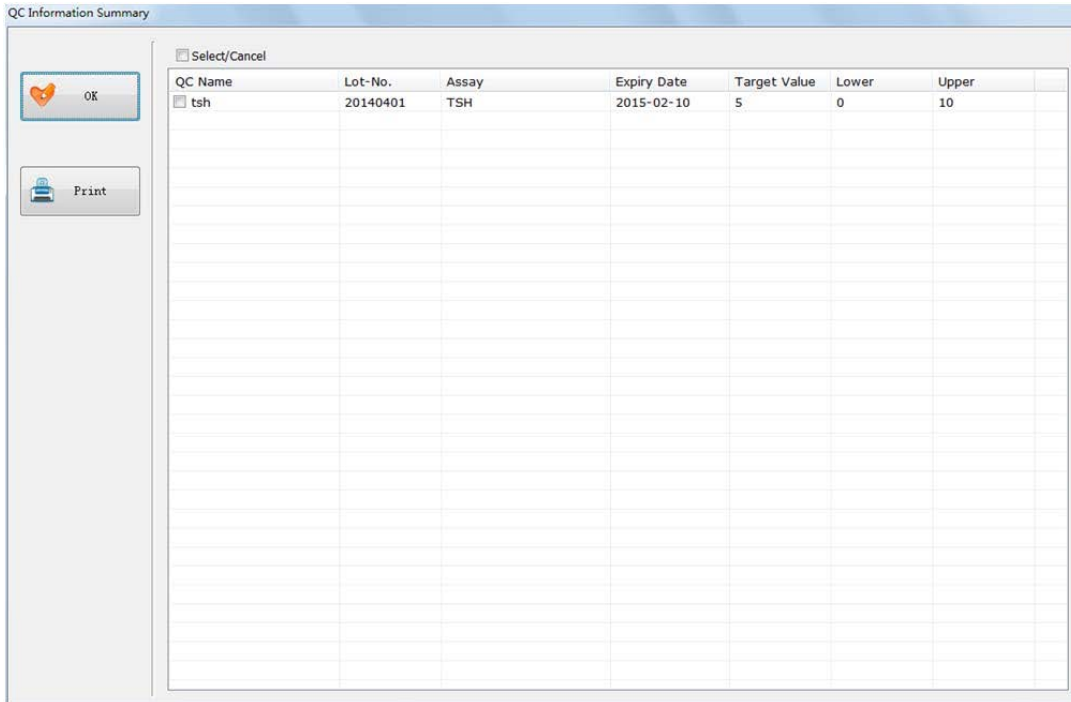 QC Information Summary
OK
Print
Select/Cancel
QC Name Lot-No. Assay Expiry Date Target Value Lower Upper
tsh 20140401 TSH 2015-02-10 5 0 10